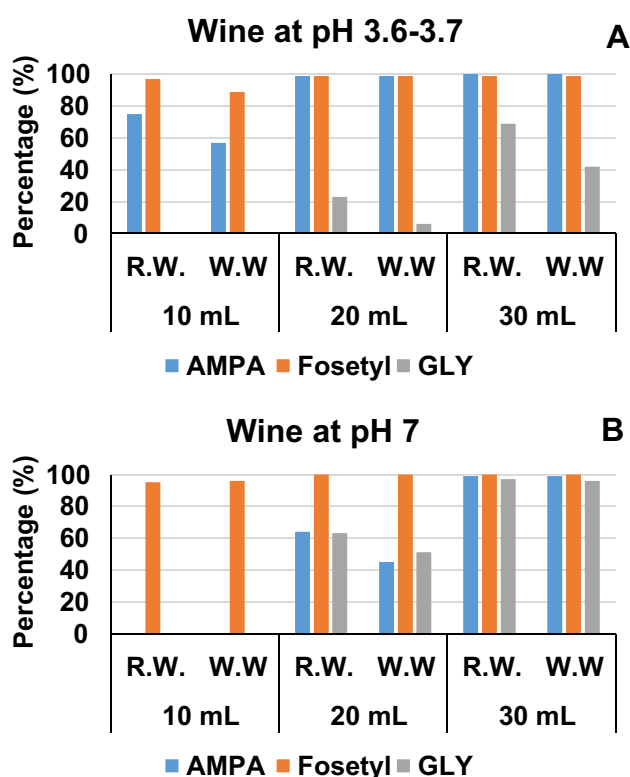 Wine at pH 3.6-3.7
A
Percentage (%)
100
80
60
40
20
0
R.W. W.W R.W. W.W R.W. W.W
10 mL 20 mL 30 mL
AMPA Fosetyl GLY
Wine at pH 7
B
Percentage (%)
100
80
60
40
20
0
R.W. W.W R.W. W.W R.W. W.W
10 mL 20 mL 30 mL
AMPA Fosetyl GLY